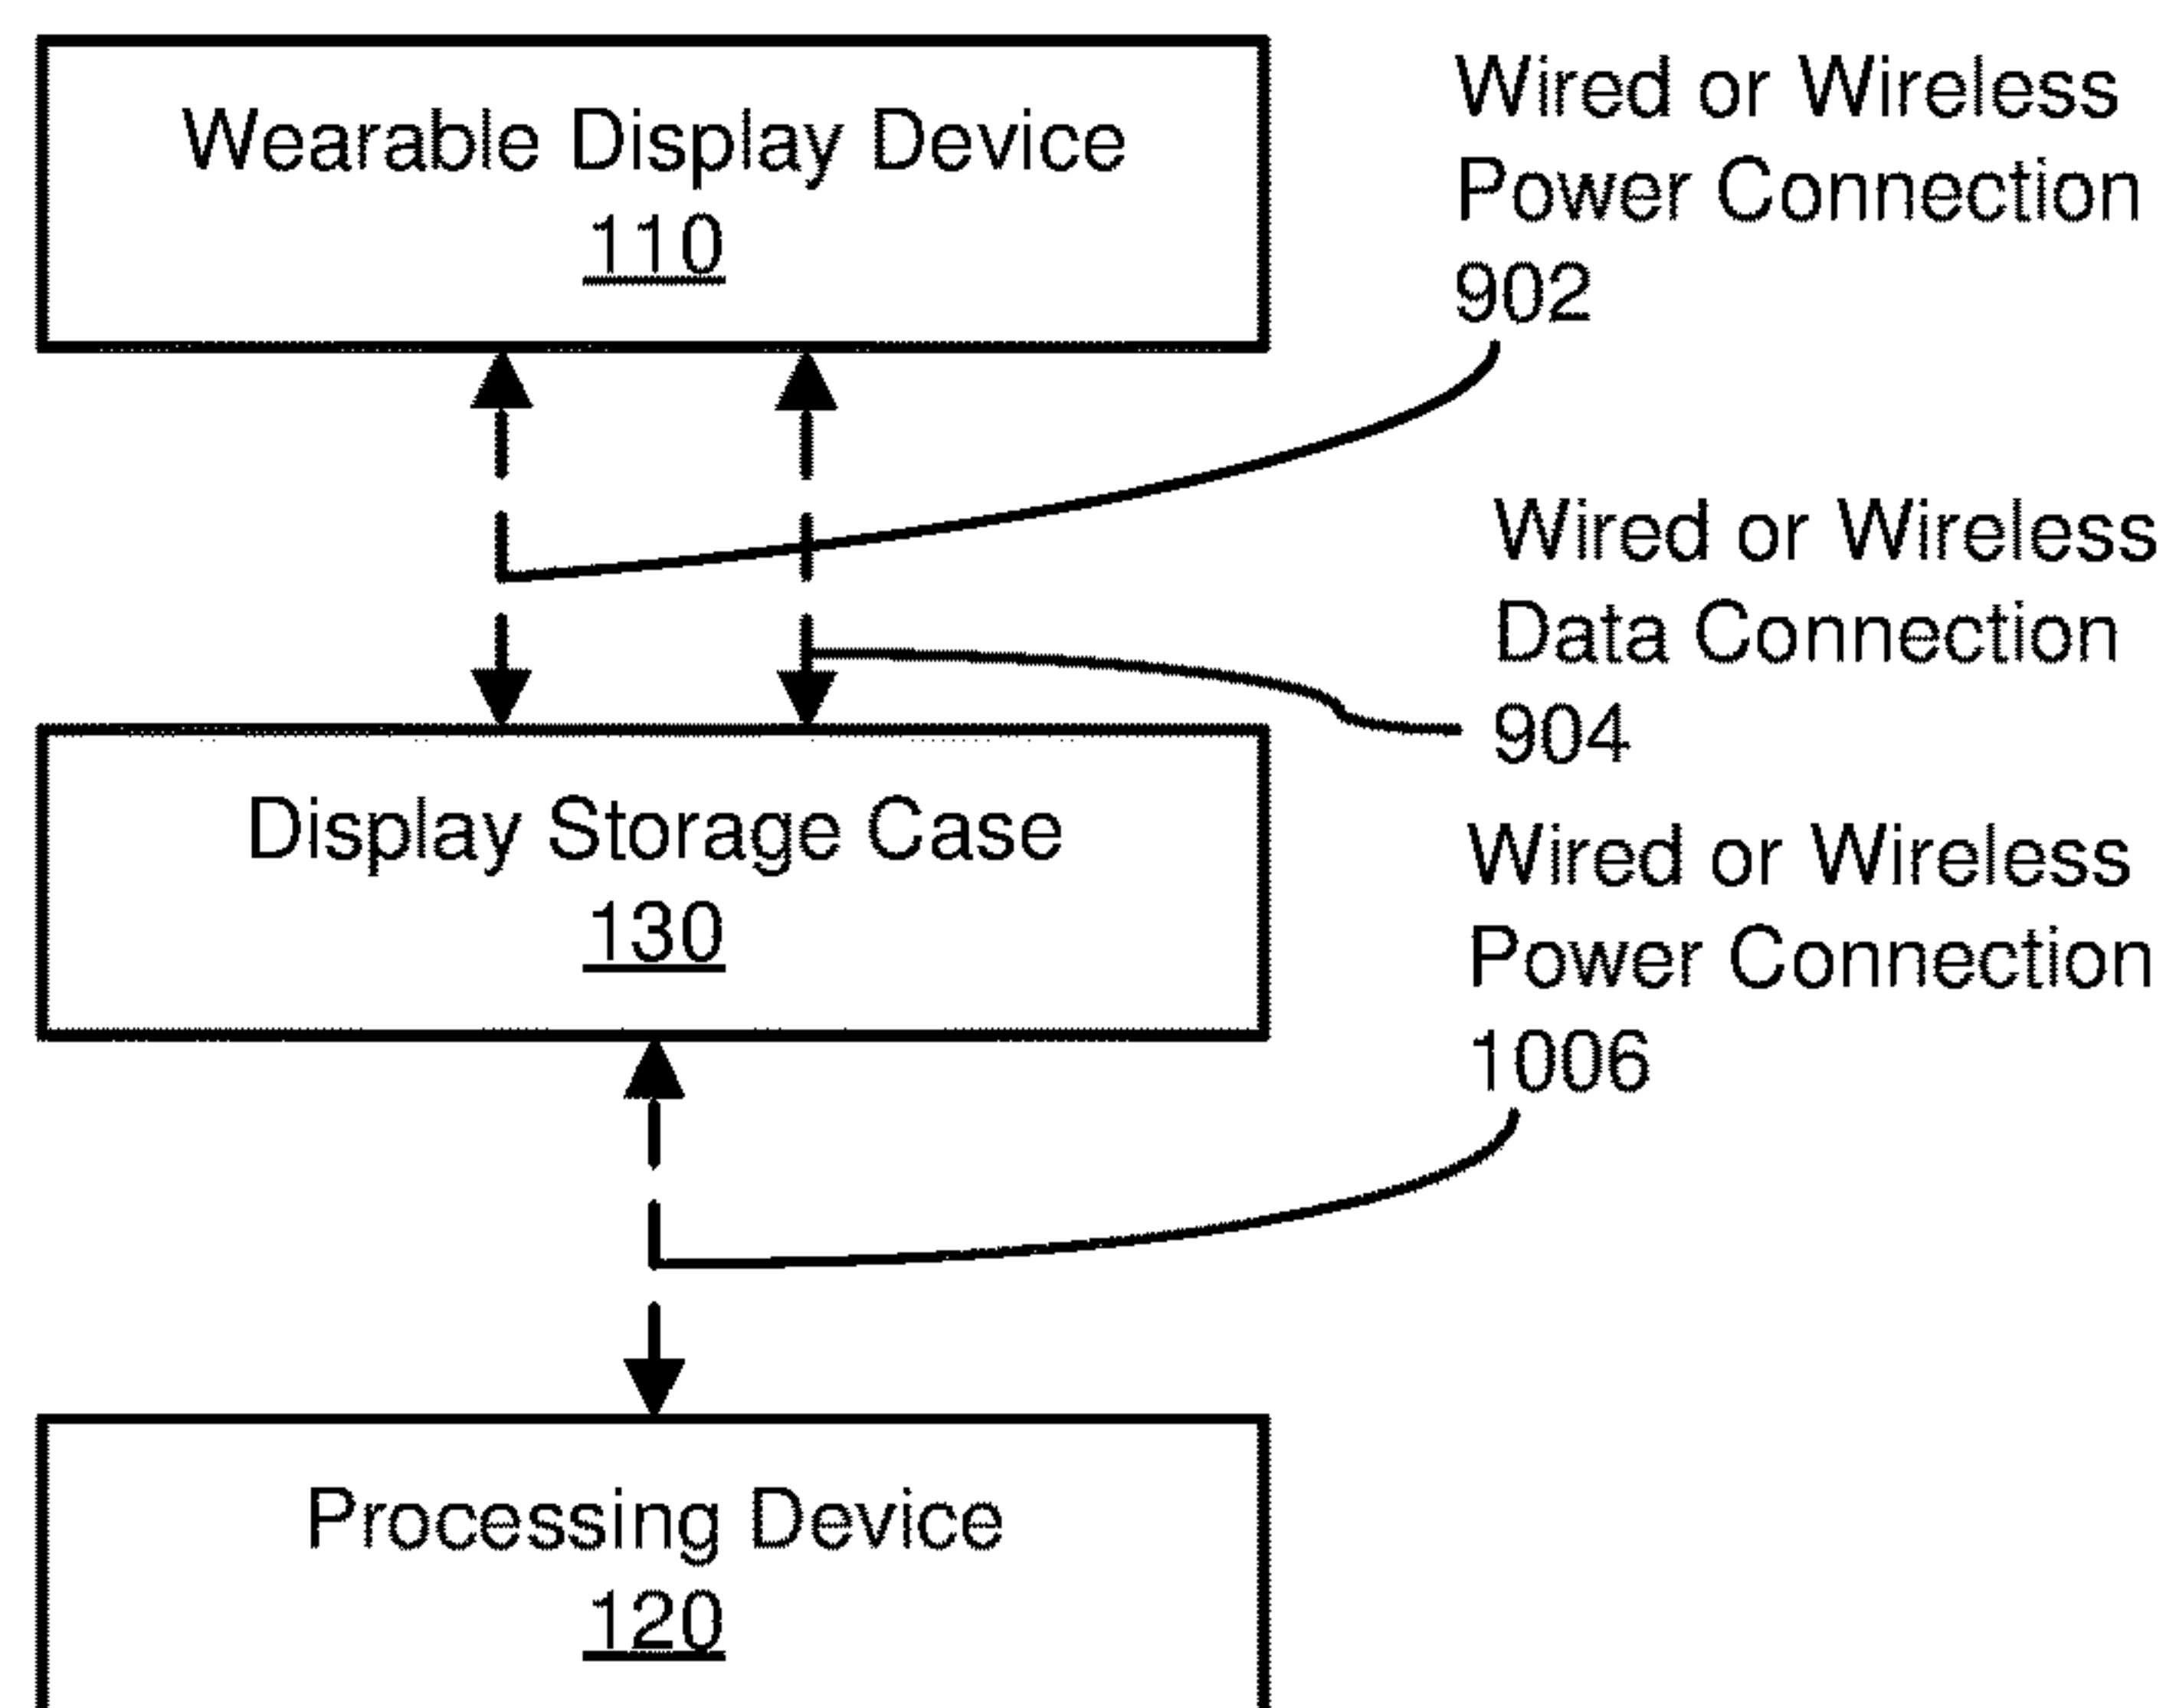 Wearable Display Device
110
Wired or Wireless
Power Connection
902
Wired or Wireless
Data Connection
904
Display Storage Case
130
Wired or Wireless
Power Connection
1006
Processing Device
120